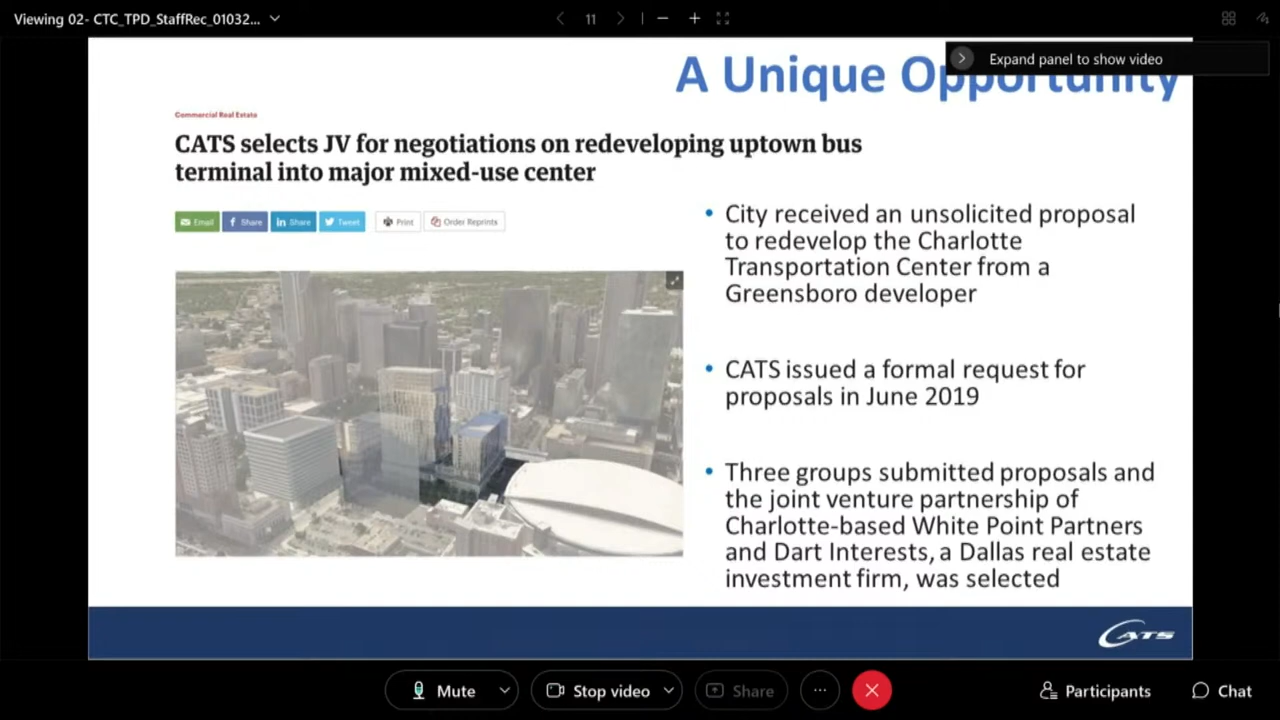 Viewing 02- CTC_TPD_StaffRec_01032...
11
Expand panel to show video
A Unique Opportunity
Commercial Real Estate
CATS selects JV for negotiations on redeveloping uptown bus
terminal into major mixed-use center
Email
Share
Share
Tweet
Print
Order Reprints
• City received an unsolicited proposal
to redevelop the Charlotte
Transportation Center from a
Greensboro developer
• CATS issued a formal request for
proposals in June 2019
• Three groups submitted proposals and
the joint venture partnership of
Charlotte-based White Point Partners
and Dart Interests, a Dallas real estate
investment firm, was selected
CATS
Mute
Stop video
Share
Participants
Chat